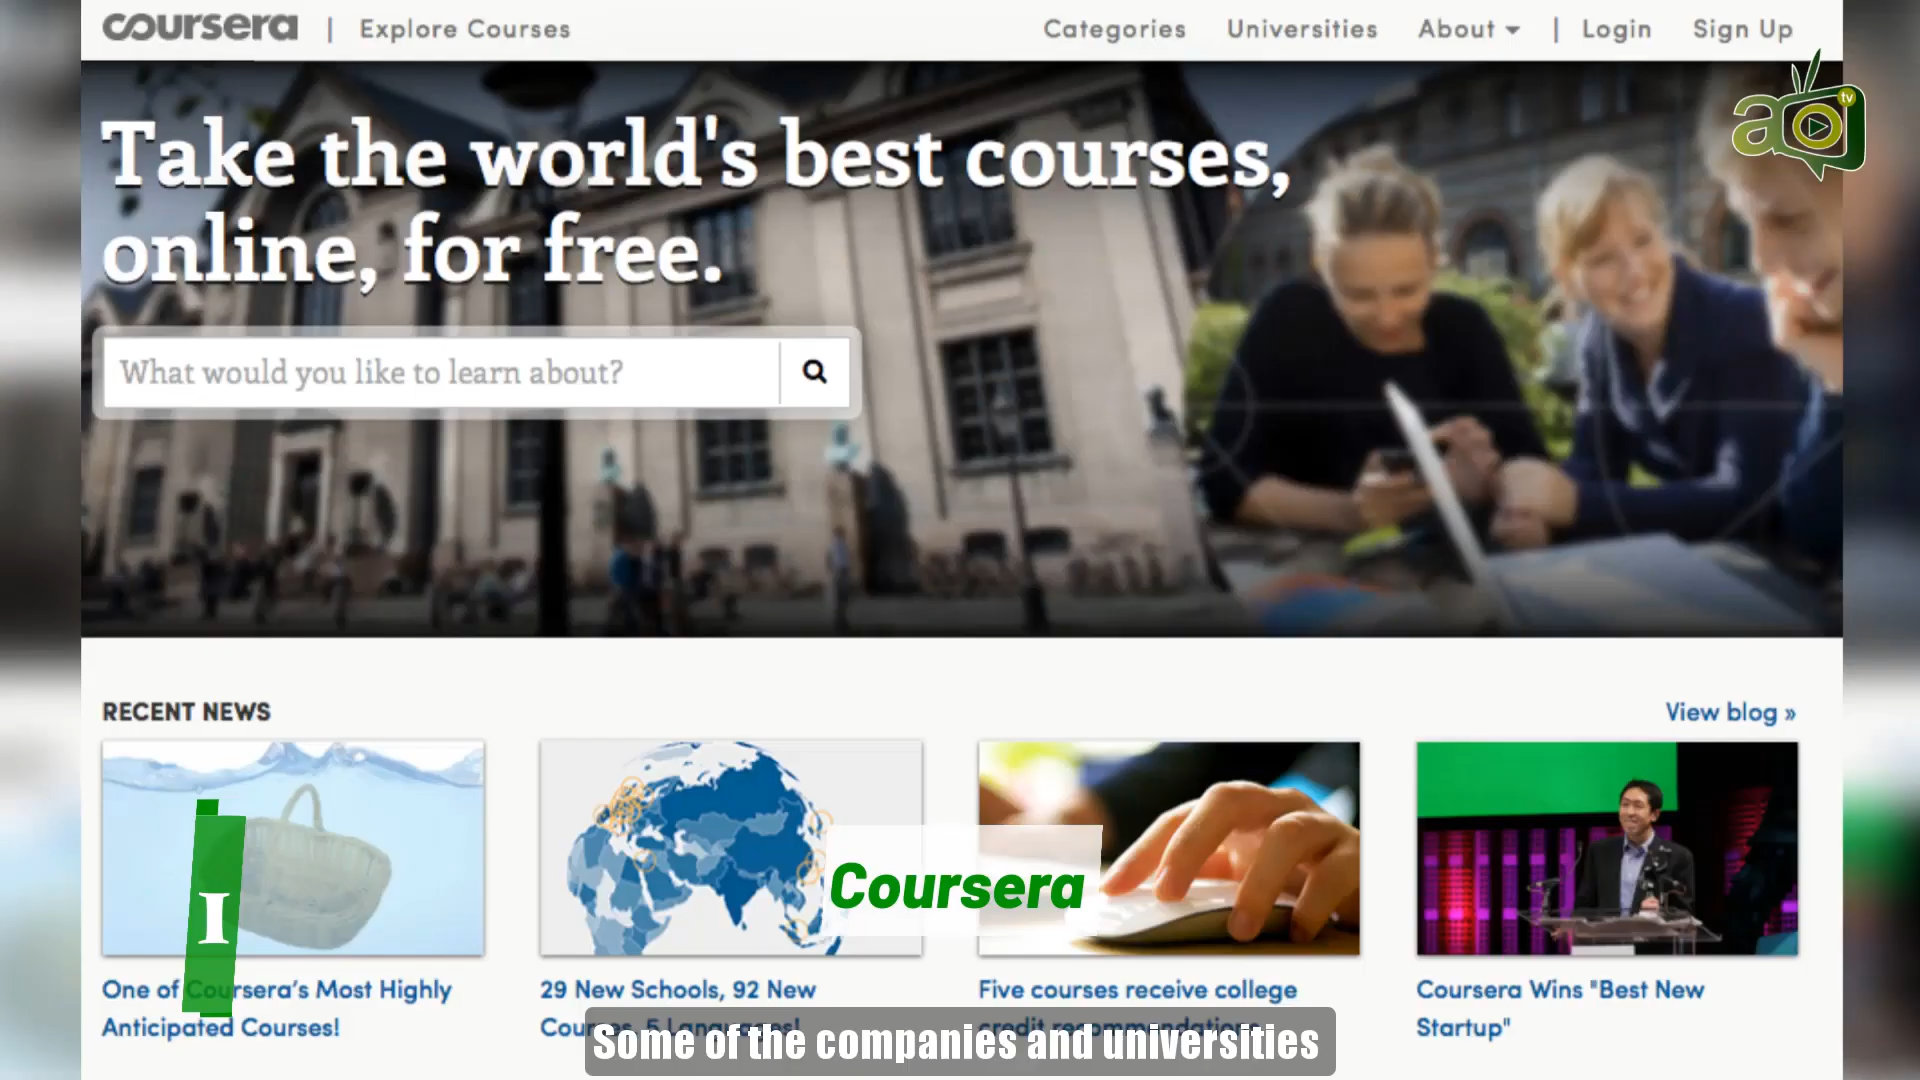 coursera | Explore Courses Categories Universities About | Login Sign Up
tv
aoi
Take the world's best courses,
online, for free.
What would you like to learn about?
RECENT NEWS View blog »
I
Coursera
One of Coursera's Most Highly
Anticipated Courses!
29 New Schools, 92 New
Courses, 5 Languages!
Five courses receive college
credit recommendations
Coursera Wins "Best New
Startup"
Some of the companies and universities